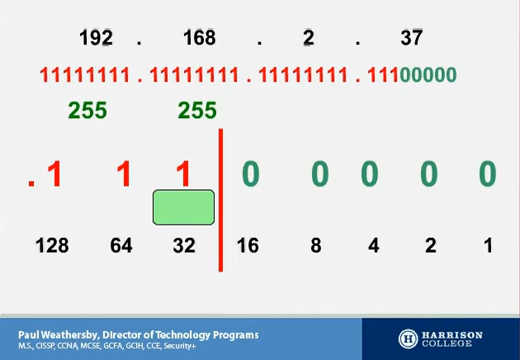 192 . 168 . 2 . 37
11111111 . 11111111 . 11111111 . 11100000
255 255
. 1 1 1 0 0 0 0 0
128 64 32 16 8 4 2 1
Paul Weathersby, Director of Technology Programs
M.S., CISSP, CCNA, MCSE, GCFA, GCIH, CCE, Security+
HARRISON
COLLEGE